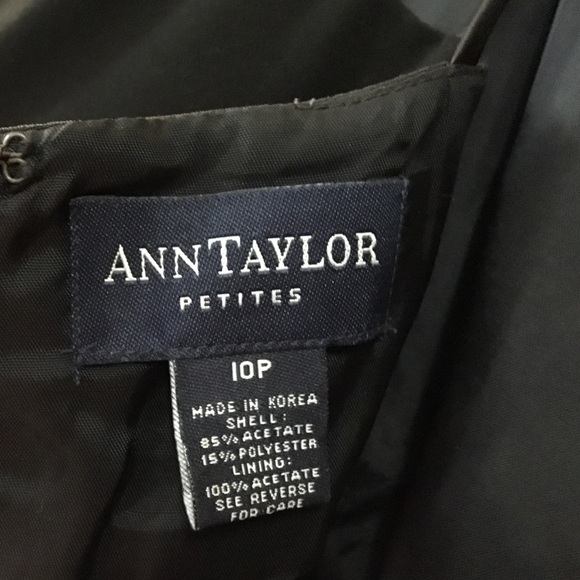 ANNTAYLOR
PETITES
10P
MADE IN KOREA
SHELL:
85% ACETATE
15% POLYESTER
LINING:
100% ACETATE
SEE REVERSE
FOR CARE